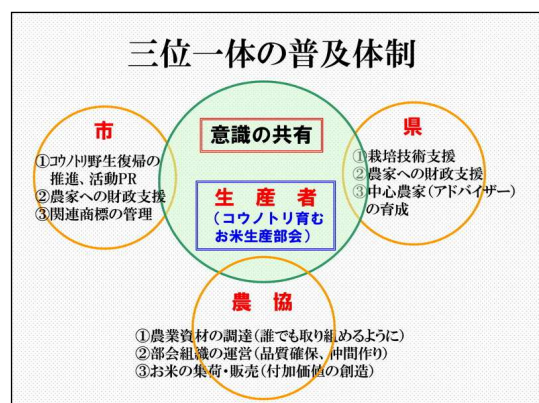 三位一体の普及体制
市
①コウノトリ野生復帰の
推進、活動PR
②農家への財政支援
③関連商標の管理
意識の共有
生 産 者
(コウノトリ育む
お米生産部会)
県
①栽培技術支援
②農家への財政支援
③中心農家(アドバイザー)
の育成
農 協
①農業資材の調達(誰でも取り組めるように)
②部会組織の運営(品質確保、仲間作り)
③お米の集荷・販売(付加価値の創造)